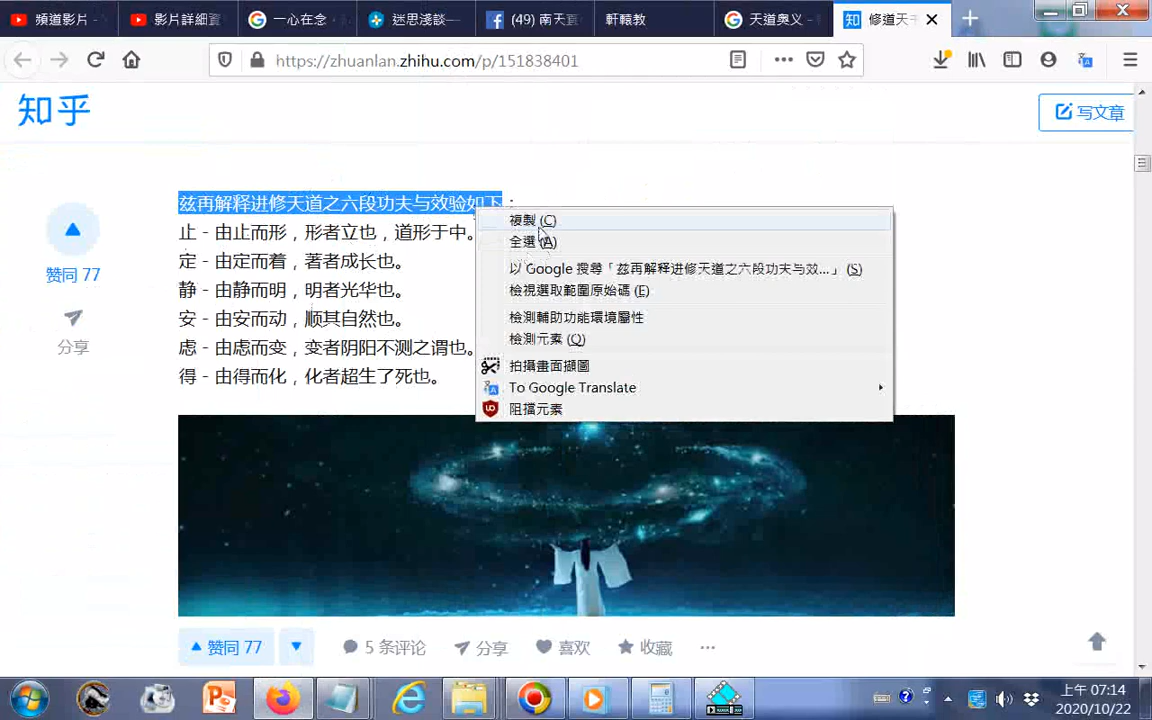 頻道影片
影片詳細資
一心在念
迷思淺談—
(49) 南天直
軒轅教
天道奥义 -
修道天
https://zhuanlan.zhihu.com/p/151838401
知乎
写文章
兹再解释进修天道之六段功夫与效验如下：
止 - 由止而形，形者立也，道形于中。
定 - 由定而着，著者成长也。
静 - 由静而明，明者光华也。
安 - 由安而动，顺其自然也。
虑 - 由虑而变，变者阴阳不测之谓也。
得 - 由得而化，化者超生了死也。
赞同 77
分享
複製 (C)
全選 (A)
以 Google 搜尋「兹再解释进修天道之六段功夫与效...」 (S)
檢視選取範圍原始碼 (E)
檢測輔助功能環境屬性
檢測元素 (Q)
拍攝畫面擷圖
To Google Translate
阻擋元素
赞同 77
5 条评论
分享
喜欢
收藏
上午 07:14
2020/10/22